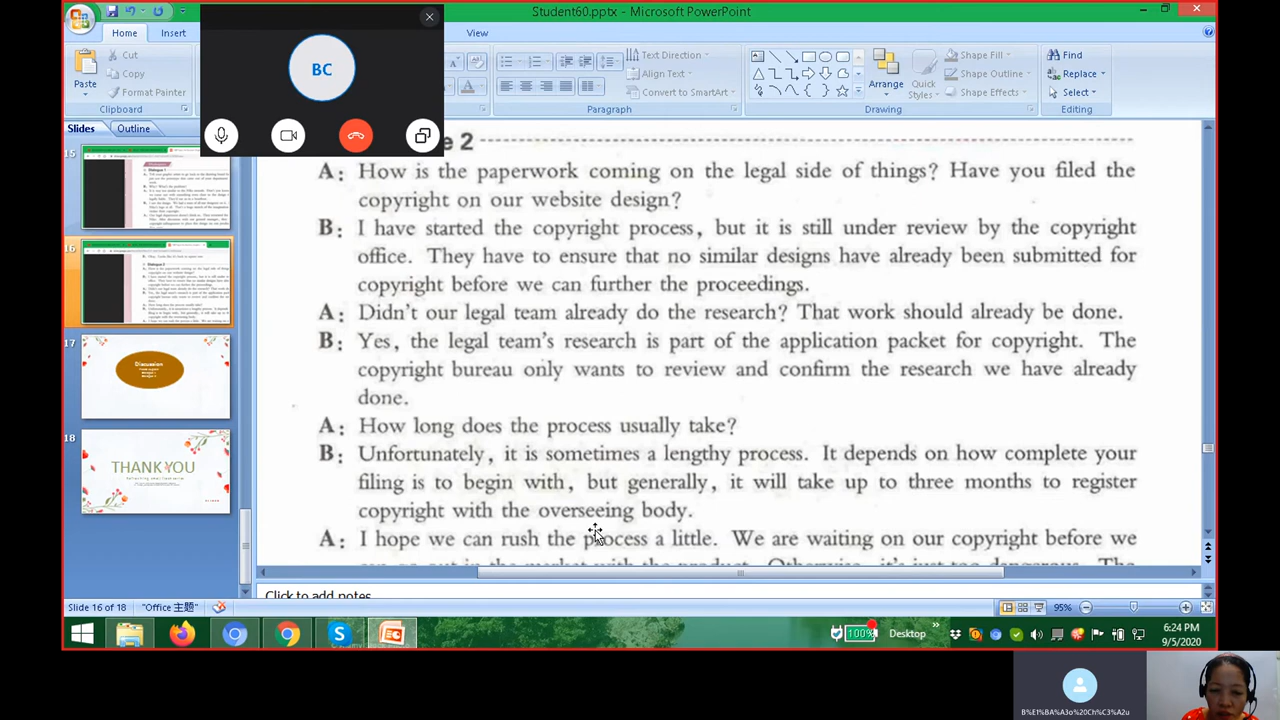 Student60.pptx - Microsoft PowerPoint
Home Insert View
BC
Cut
Copy
Format Painter
Paste
Clipboard
Text Direction
Align Text
Convert to SmartArt
Paragraph
Arrange
Quick Styles
Shape Fill
Shape Outline
Shape Effects
Drawing
Find
Replace
Select
Editing
Slides Outline
15
16
17
Discussion
18
THANK YOU
e 2
A: How is the paperwork coming on the legal side of things? Have you filed the
copyright on our website design?
B: I have started the copyright process, but it is still under review by the copyright
office. They have to ensure that no similar designs have already been submitted for
copyright before we can further the proceedings.
A: Didn't our legal team already do the research? That work should already be done.
B: Yes, the legal team's research is part of the application packet for copyright. The
copyright bureau only wants to review and confirm the research we have already
done.
A: How long does the process usually take?
B: Unfortunately, it is sometimes a lengthy process. It depends on how complete your
filing is to begin with, but generally, it will take up to three months to register
copyright with the overseeing body.
A: I hope we can rush the process a little. We are waiting on our copyright before we
Click to add notes
Slide 16 of 18 "Office 主题" 95%
100% Desktop
6:24 PM
9/5/2020
B%E1%BA%A3o%20Ch%C3%A2u